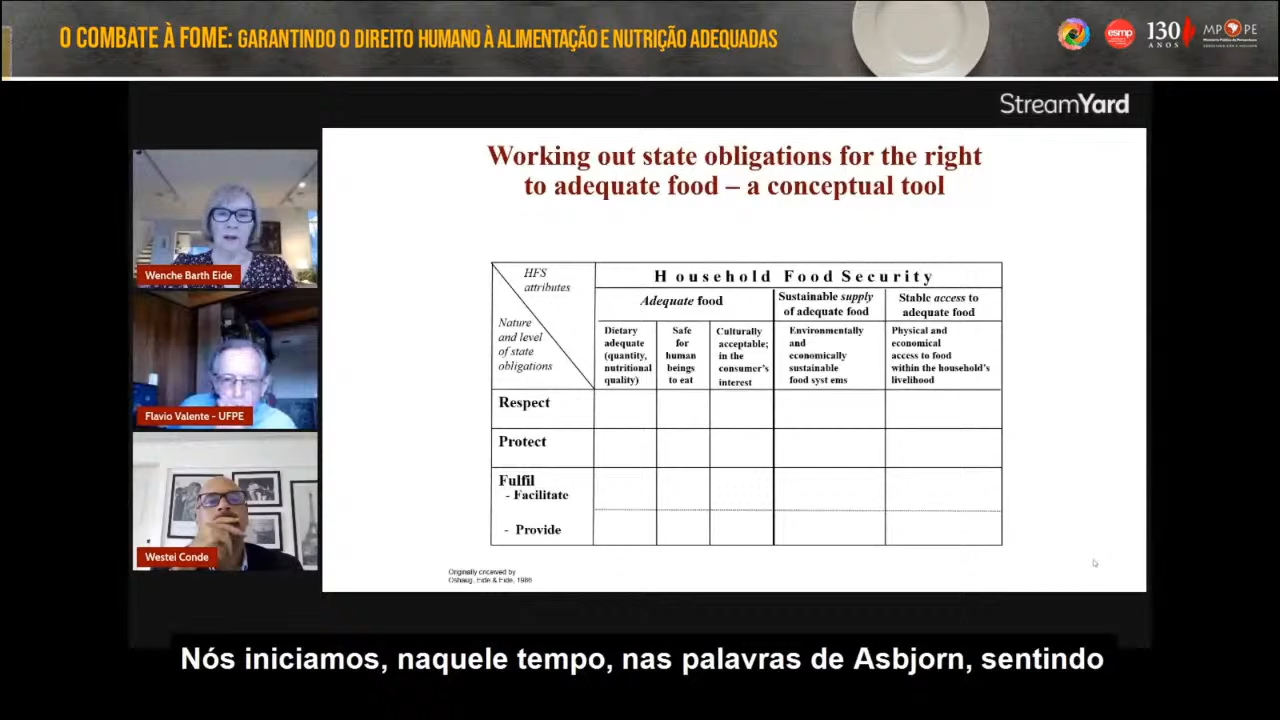 O COMBATE À FOME: GARANTINDO O DIREITO HUMANO À ALIMENTAÇÃO E NUTRIÇÃO ADEQUADAS
esmp
130
ANOS
MPPE
StreamYard
Working out state obligations for the right
to adequate food – a conceptual tool
HFS
attributes
Nature
and level
of state
obligations
Household Food Security
Adequate food
Sustainable supply
of adequate food
Stable access to
adequate food
Dietary
adequate
(quantity,
nutritional
quality)
Safe
for
human
beings
to eat
Culturally
acceptable;
in the
consumer's
interest
Environmentally
and
economically
sustainable
food syst ems
Physical and
economical
access to food
within the household's
livelihood
Respect
Protect
Fulfil
- Facilitate
- Provide
Originally
Oshaug, Eide & Eide, 1986
Wenche Barth Eide
Flavio Valente - UFPE
Westei Conde
Nós iniciamos, naquele tempo, nas palavras de Asbjorn, sentindo